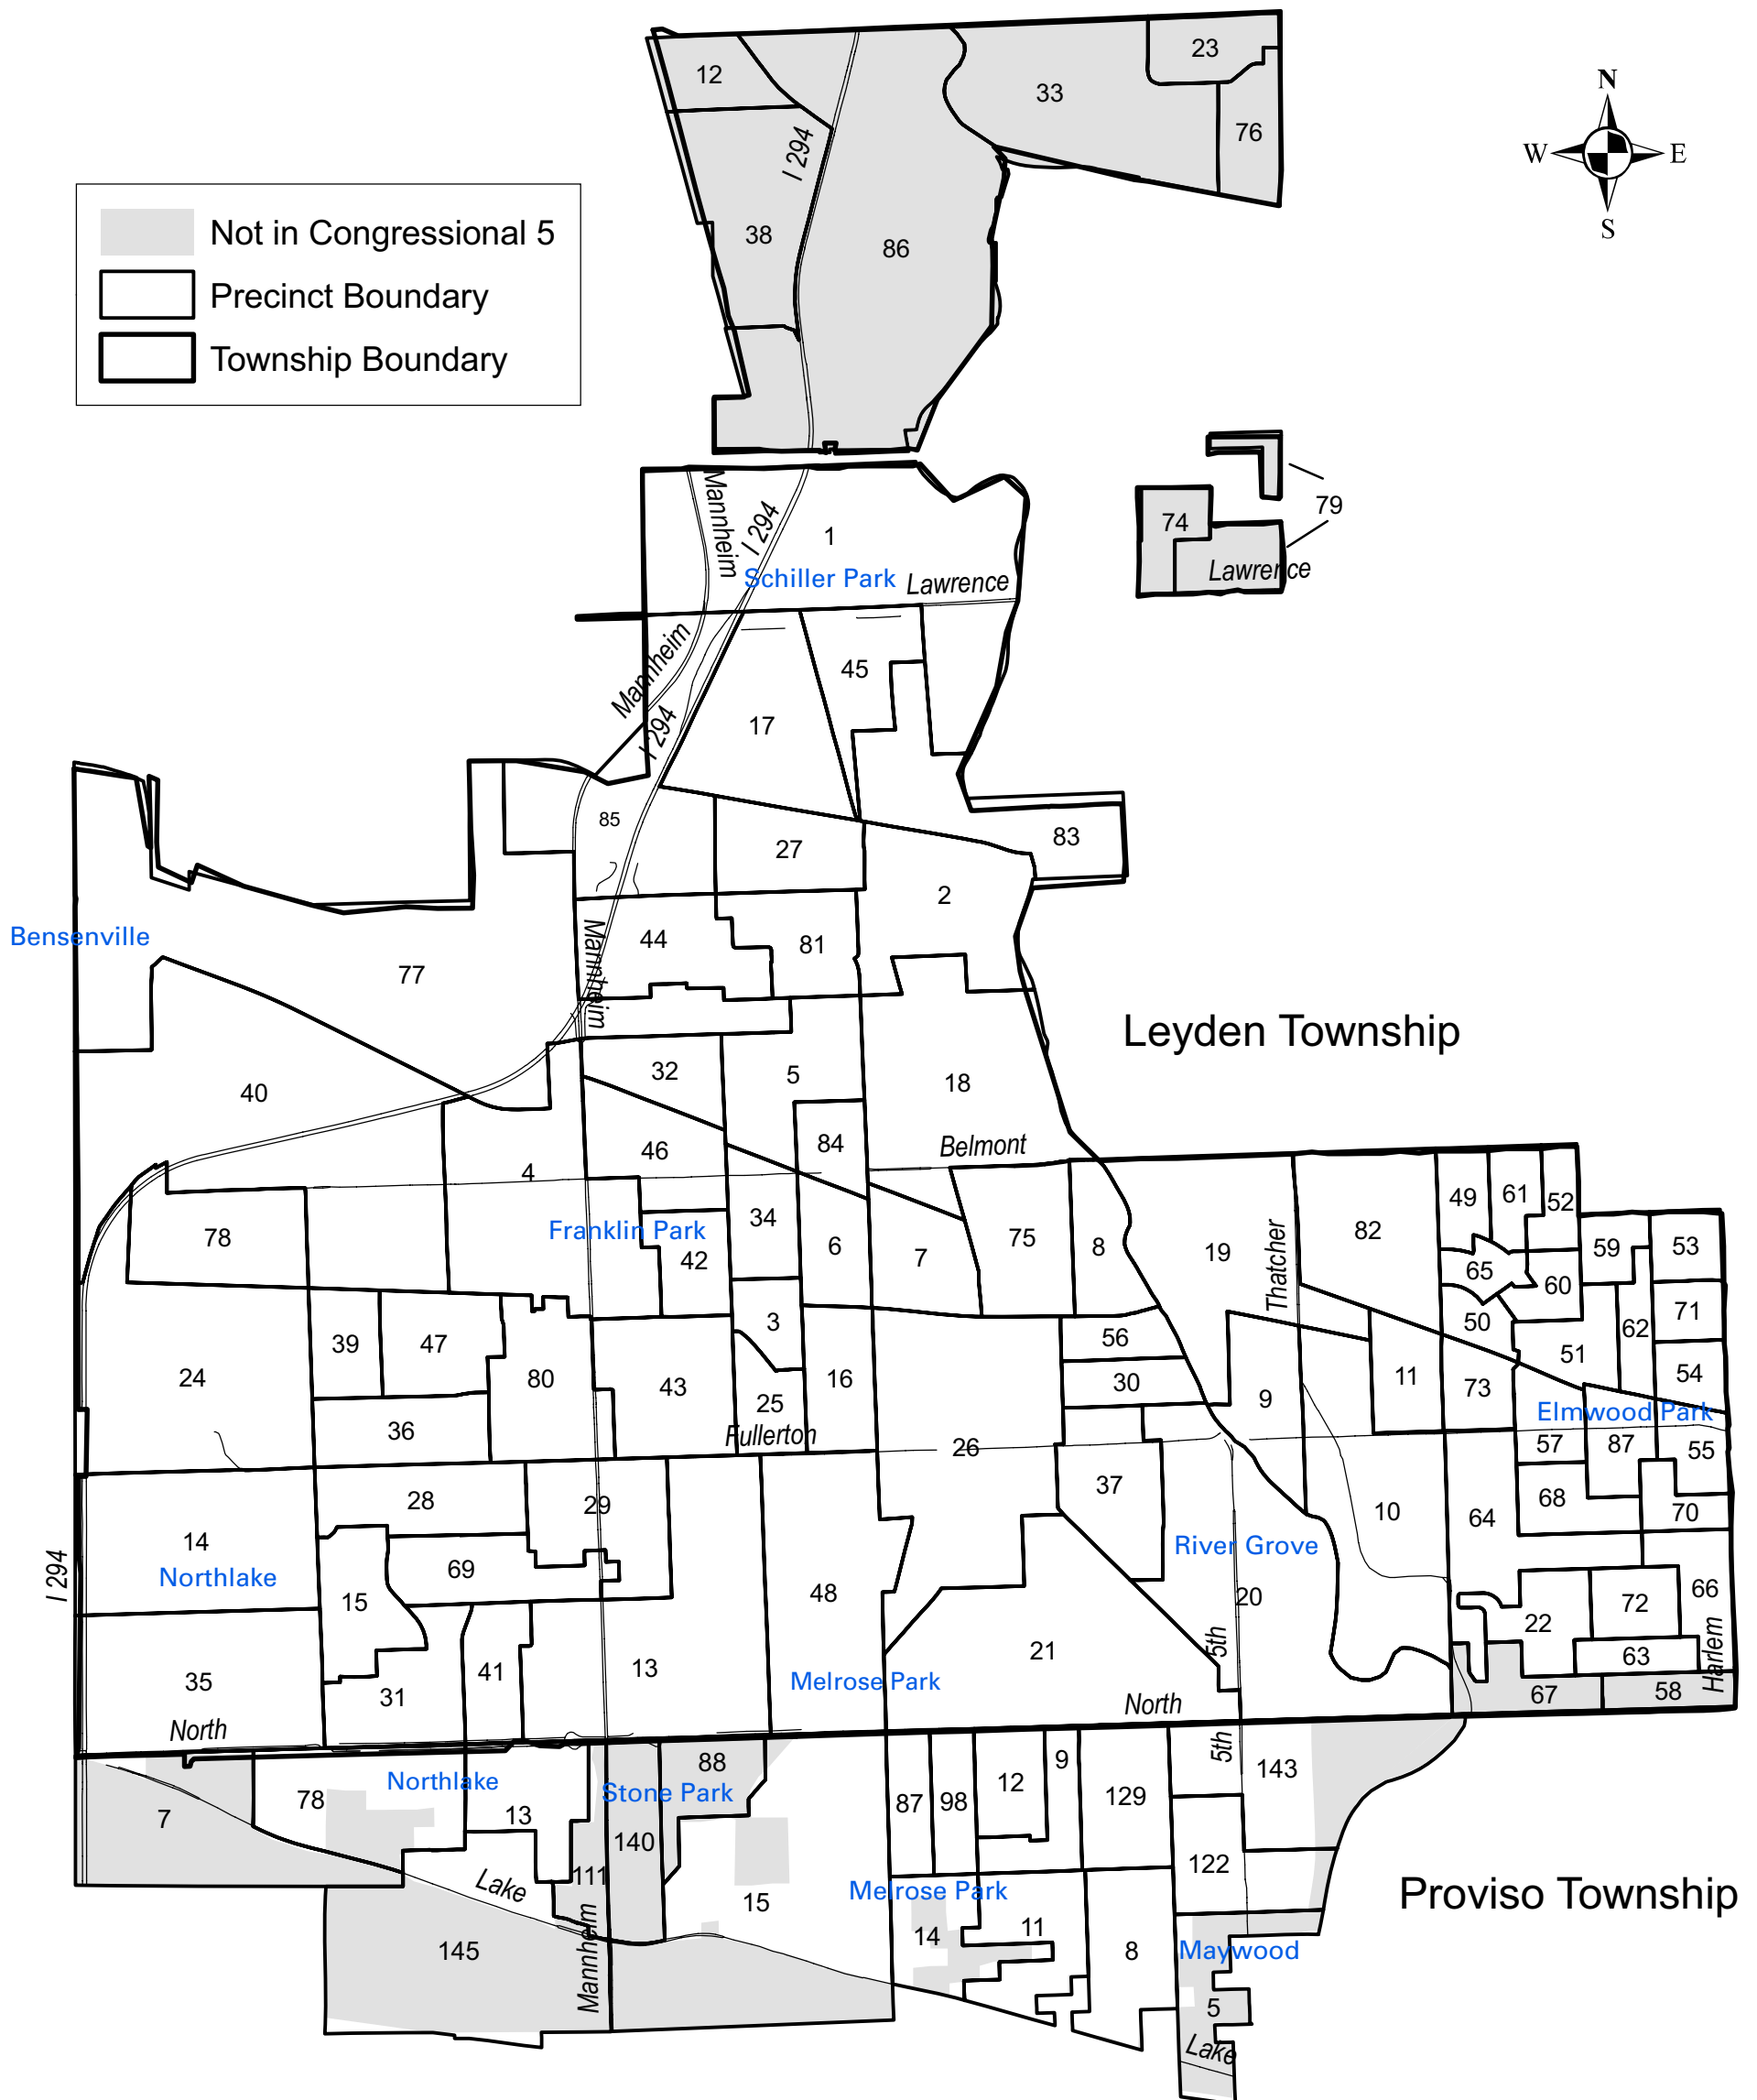 23
12
33
N
76
W
E
I 294
S
Not in Congressional 5
38
86
Precinct Boundary
Township Boundary
79
74
Mannheim
I 294
1
Lawrence
Schiller Park
Lawrence
Mannheim
45
17
I 294
85
83
27
2
Bensenville
44
81
77
Mannheim
Leyden Township
32
5
18
40
84
Belmont
46
4
49
61
52
34
78
Franklin Park
75
8
19
Thatcher
82
59
53
6
7
42
65
60
3
56
50
62
71
39
47
51
24
80
43
16
30
11
73
54
9
25
Elmwood Park
36
Fullerton
26
57
87
55
37
28
29
68
10
64
70
14
River Grove
I 294
Northlake
69
15
48
20
72
66
22
5th
21
63
13
41
35
Melrose Park
Harlem
31
67
58
North
North
5th
88
9
143
Northlake
12
Stone Park
129
78
87
98
7
13
140
122
111
Lake
Melrose Park
Proviso Township
15
14
11
Mannheim
145
8
Maywood
5
Lake